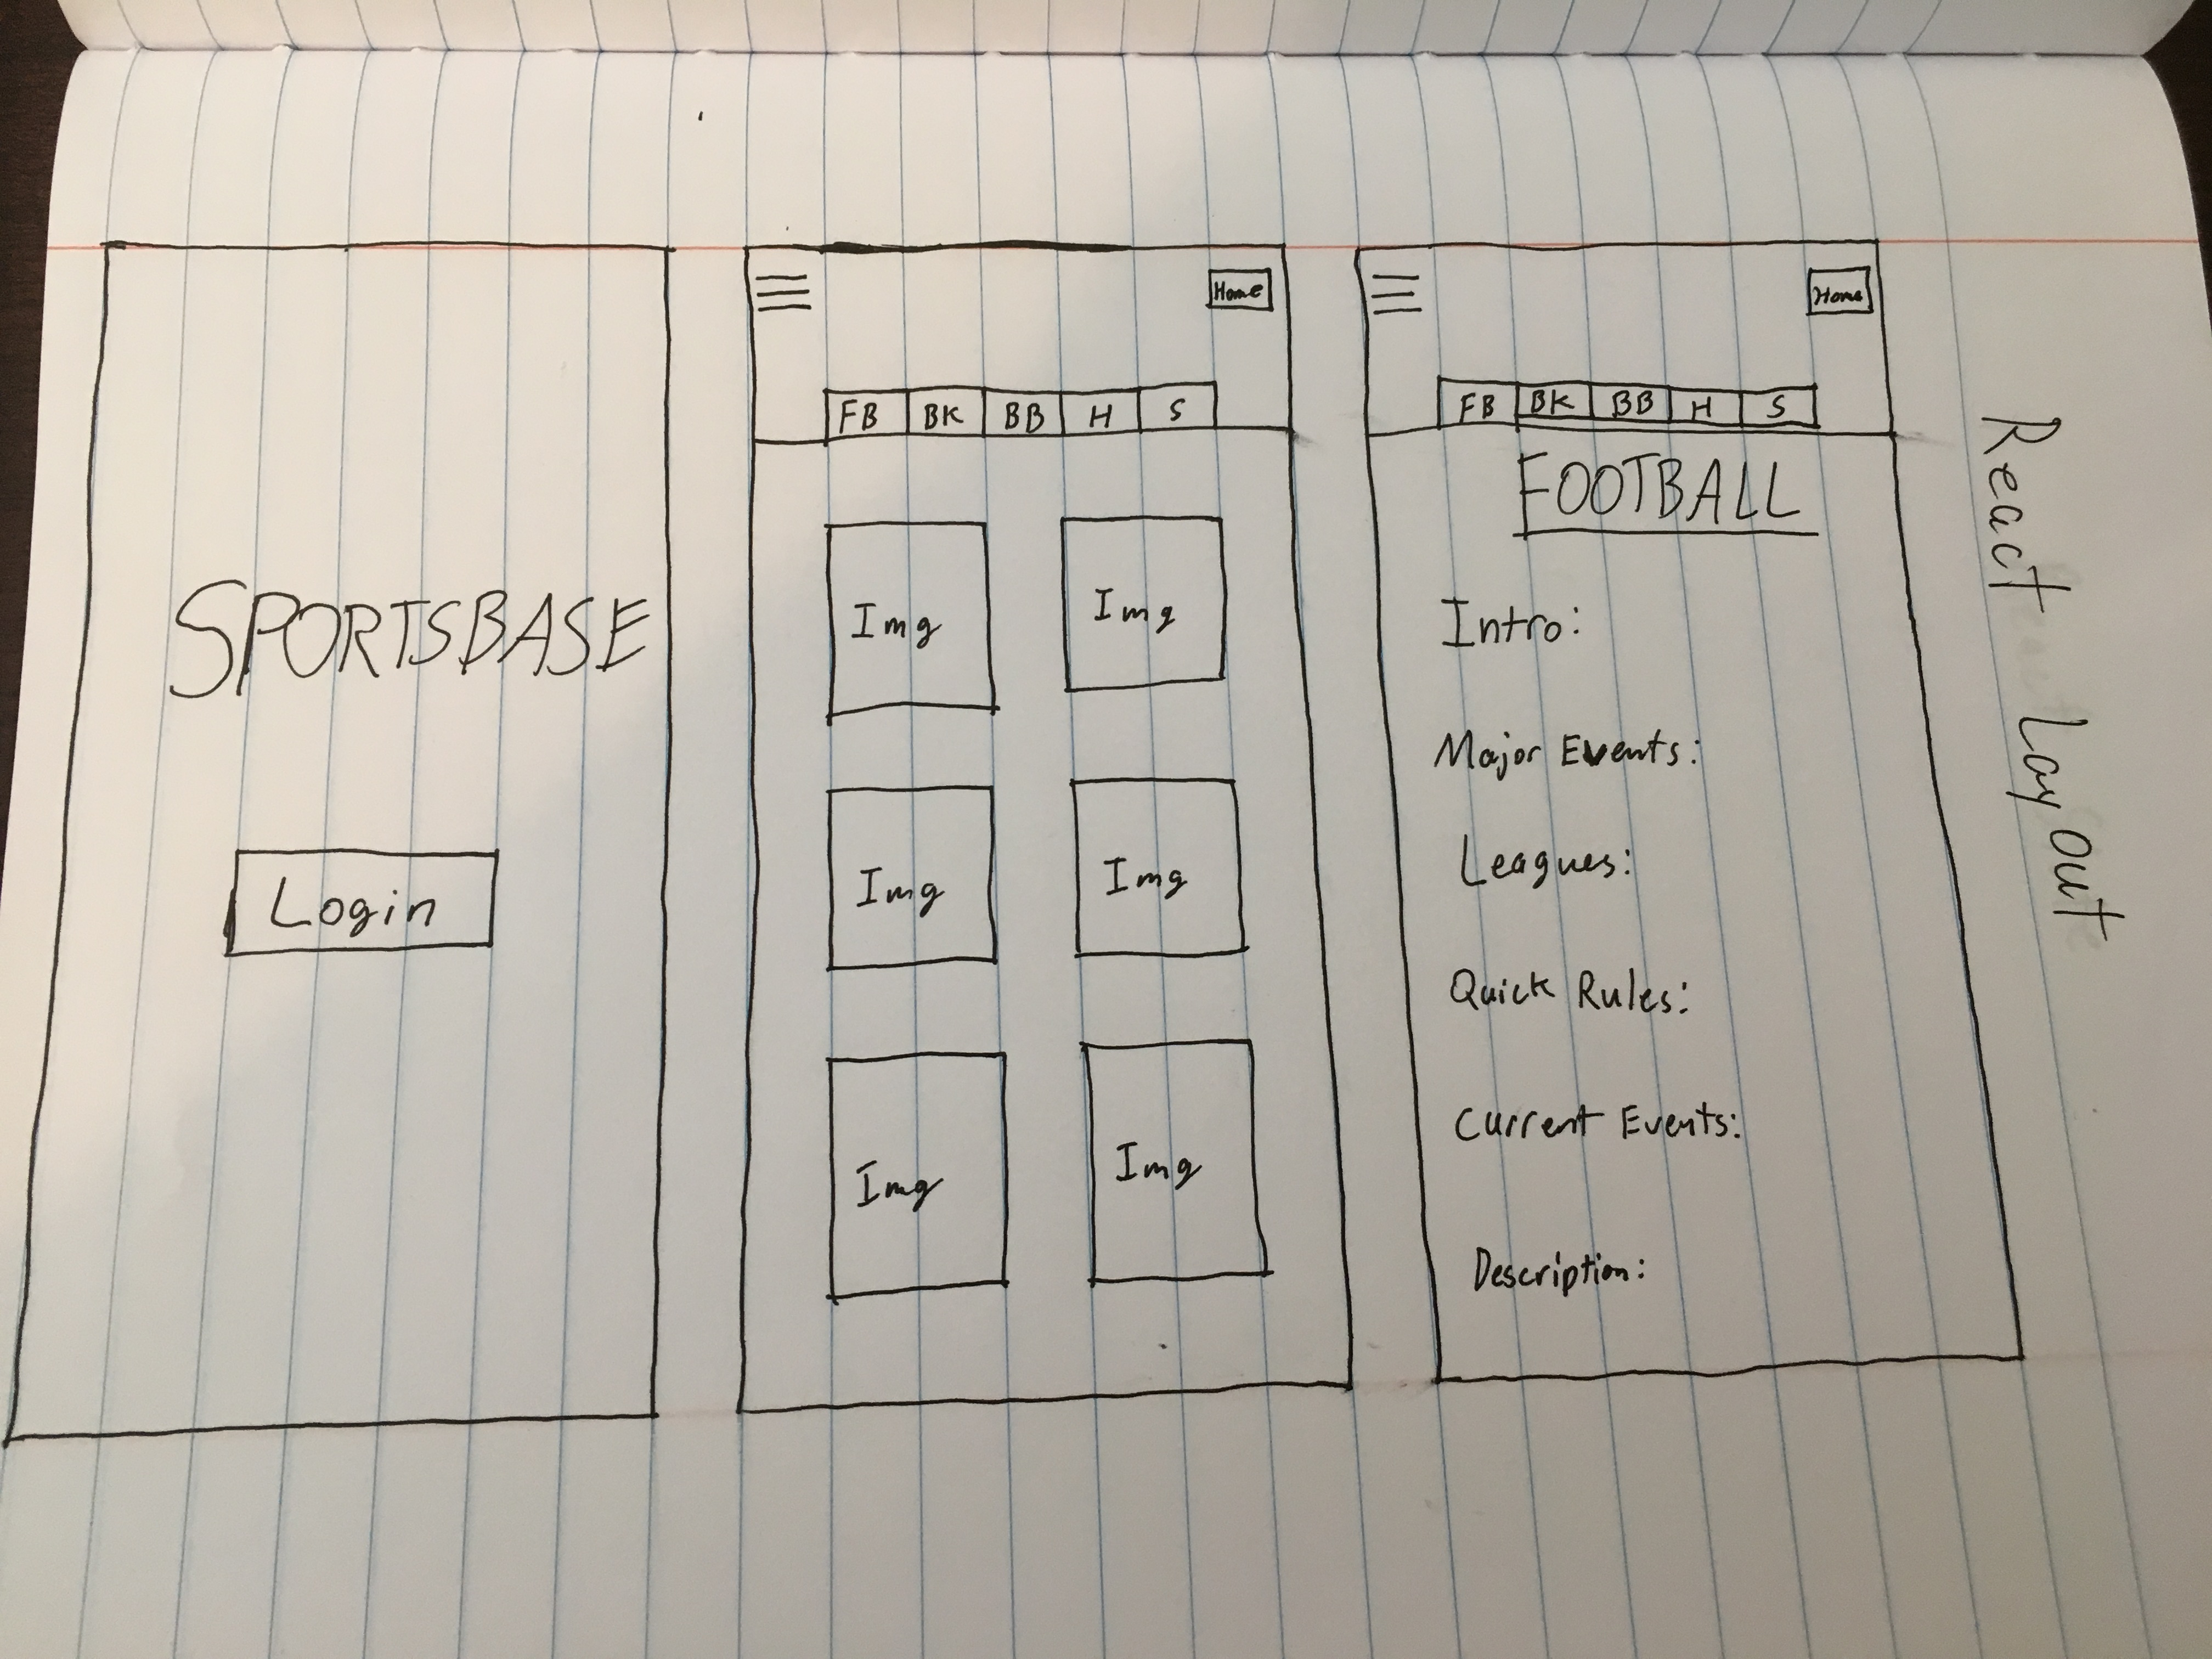 SPORTSBASE
Login
Home
FB BK BB H S
Img Img
Img Img
Img Img
Home
FB BK BB H S
FOOTBALL
Intro:
Major Events:
Leagues:
Quick Rules:
Current Events:
Description:
React
Layout